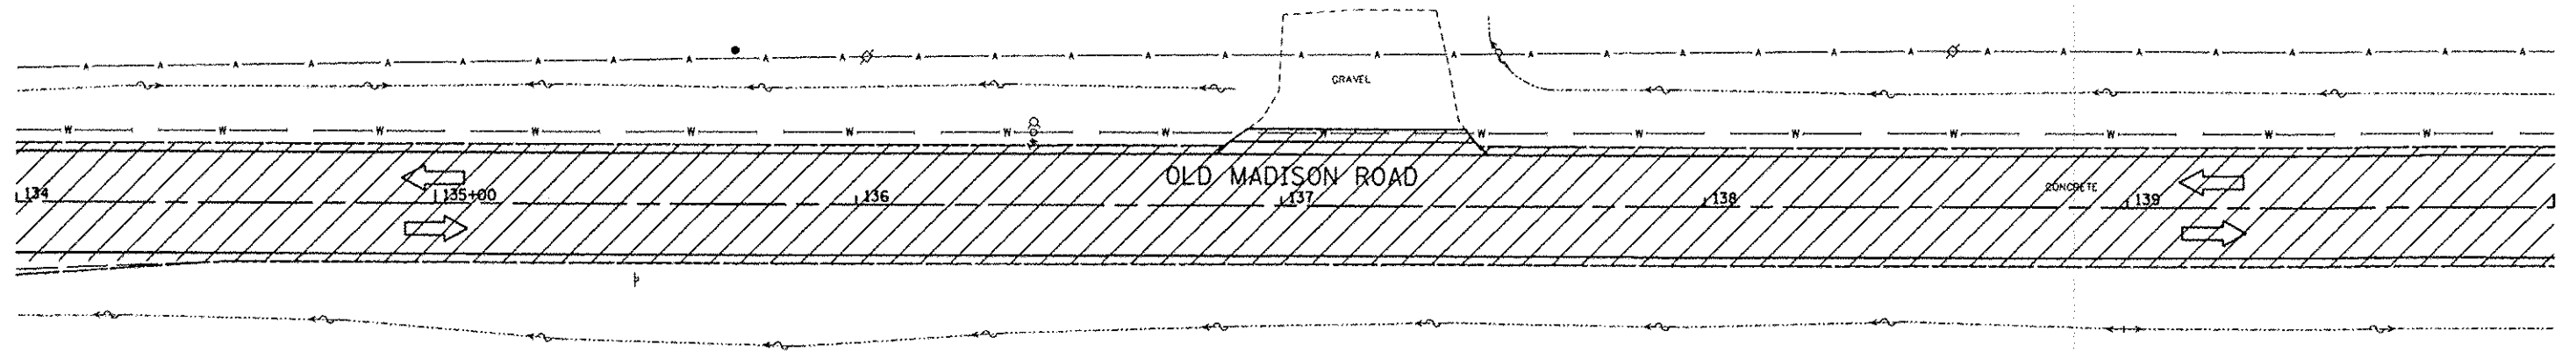 A A A A A A A A A A A A A A A A A A A A A A A A A A A A A A A A A
GRAVEL
W W W W W W W W W W W W W W W W
OLD MADISON ROAD
CONCRETE
134 135+00 136 137 138 139